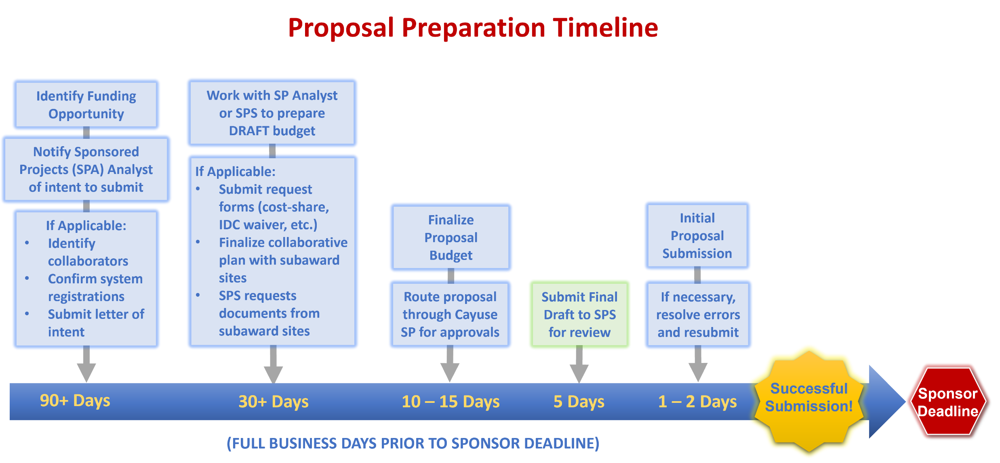 Proposal Preparation Timeline
Identify Funding
Opportunity
Notify Sponsored
Projects (SPA) Analyst
of intent to submit
If Applicable:
• Identify
collaborators
• Confirm system
registrations
• Submit letter of
intent
Work with SP Analyst
or SPS to prepare
DRAFT budget
If Applicable:
• Submit request
forms (cost-share,
IDC waiver, etc.)
• Finalize collaborative
plan with subaward
sites
• SPS requests
documents from
subaward sites
Finalize
Proposal
Budget
Route proposal
through Cayuse
SP for approvals
Submit Final
Draft to SPS
for review
Initial
Proposal
Submission
If necessary,
resolve errors
and resubmit
90+ Days
30+ Days
10 – 15 Days
5 Days
1 – 2 Days
Successful
Submission!
Sponsor
Deadline
(FULL BUSINESS DAYS PRIOR TO SPONSOR DEADLINE)